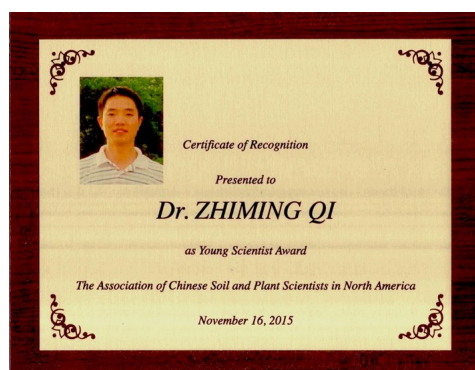 Certificate of Recognition
Presented to
Dr. ZHIMING QI
as Young Scientist Award
The Association of Chinese Soil and Plant Scientists in North America
November 16, 2015